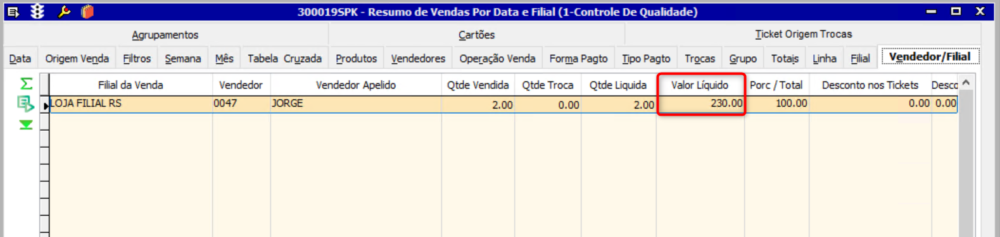 300019SPK - Resumo de Vendas Por Data e Filial (1-Controle De Qualidade)
Agrupamentos Cartões Ticket Origem Trocas
Data Origem Venda Filtros Semana Mês Tabela Cruzada Produtos Vendedores Operação Venda Forma Pagto Tipo Pagto Trocas Grupo Totais Linha Filial Vendedor/Filial
Filial da Venda Vendedor Vendedor Apelido Qtde Vendida Qtde Troca Qtde Liquida Valor Líquido Porc / Total Desconto nos Tickets Desco
LOJA FILIAL RS 0047 JORGE 2.00 0.00 2.00 230.00 100.00 0.00 0.00